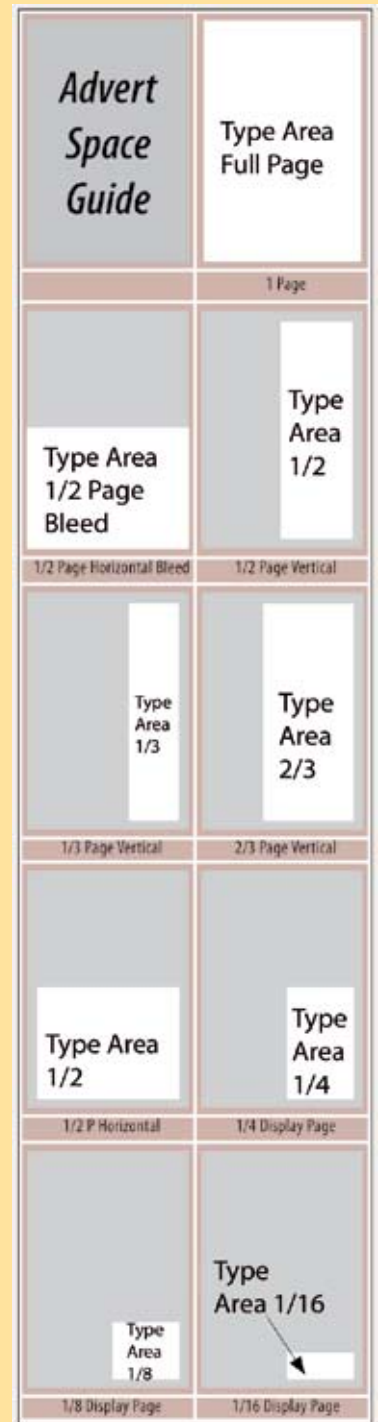 Advert
Space
Guide
Type Area
Full Page
1 Page
Type Area
1/2 Page
Bleed
Type
Area
1/2
1/2 Page Horizontal Bleed
1/2 Page Vertical
Type
Area
1/3
Type
Area
2/3
1/3 Page Vertical
2/3 Page Vertical
Type Area
1/2
Type
Area
1/4
1/2 P Horizontal
1/4 Display Page
Type
Area
1/8
Type
Area 1/16
1/8 Display Page
1/16 Display Page